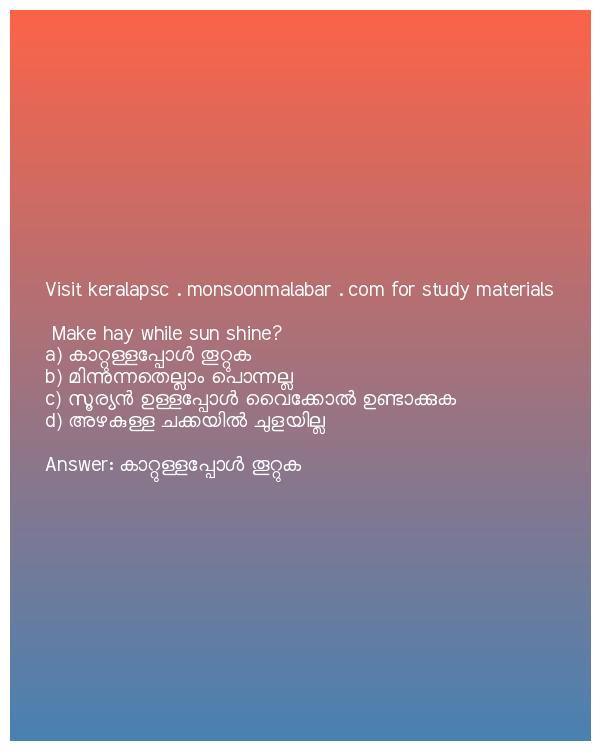 Visit keralapsc . monsoonmalabar . com for study materials
Make hay while sun shine?
a) കാറ്റുള്ളപ്പോൾ തൂറ്റുക
b) മിന്നുന്നതെല്ലാം പൊന്നല്ല
c) സൂര്യൻ ഉള്ളപ്പോൾ വൈക്കോൽ ഉണ്ടാക്കുക
d) അഴകുള്ള ചക്കയിൽ ചുളയില്ല
Answer: കാറ്റുള്ളപ്പോൾ തൂറ്റുക